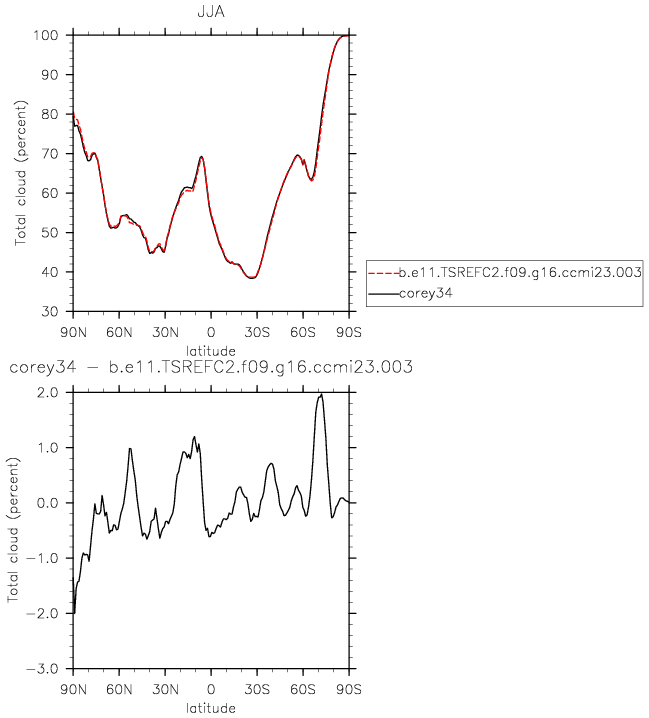 JJA
Total cloud (percent)
100
90
80
70
60
50
40
30
90N 60N 30N 0 30S 60S 90S
latitude
b.e11.TSREFC2.f09.g16.ccmi23.003
corey34
corey34 − b.e11.TSREFC2.f09.g16.ccmi23.003
Total cloud (percent)
2.0
1.0
0.0
−1.0
−2.0
−3.0
90N 60N 30N 0 30S 60S 90S
latitude